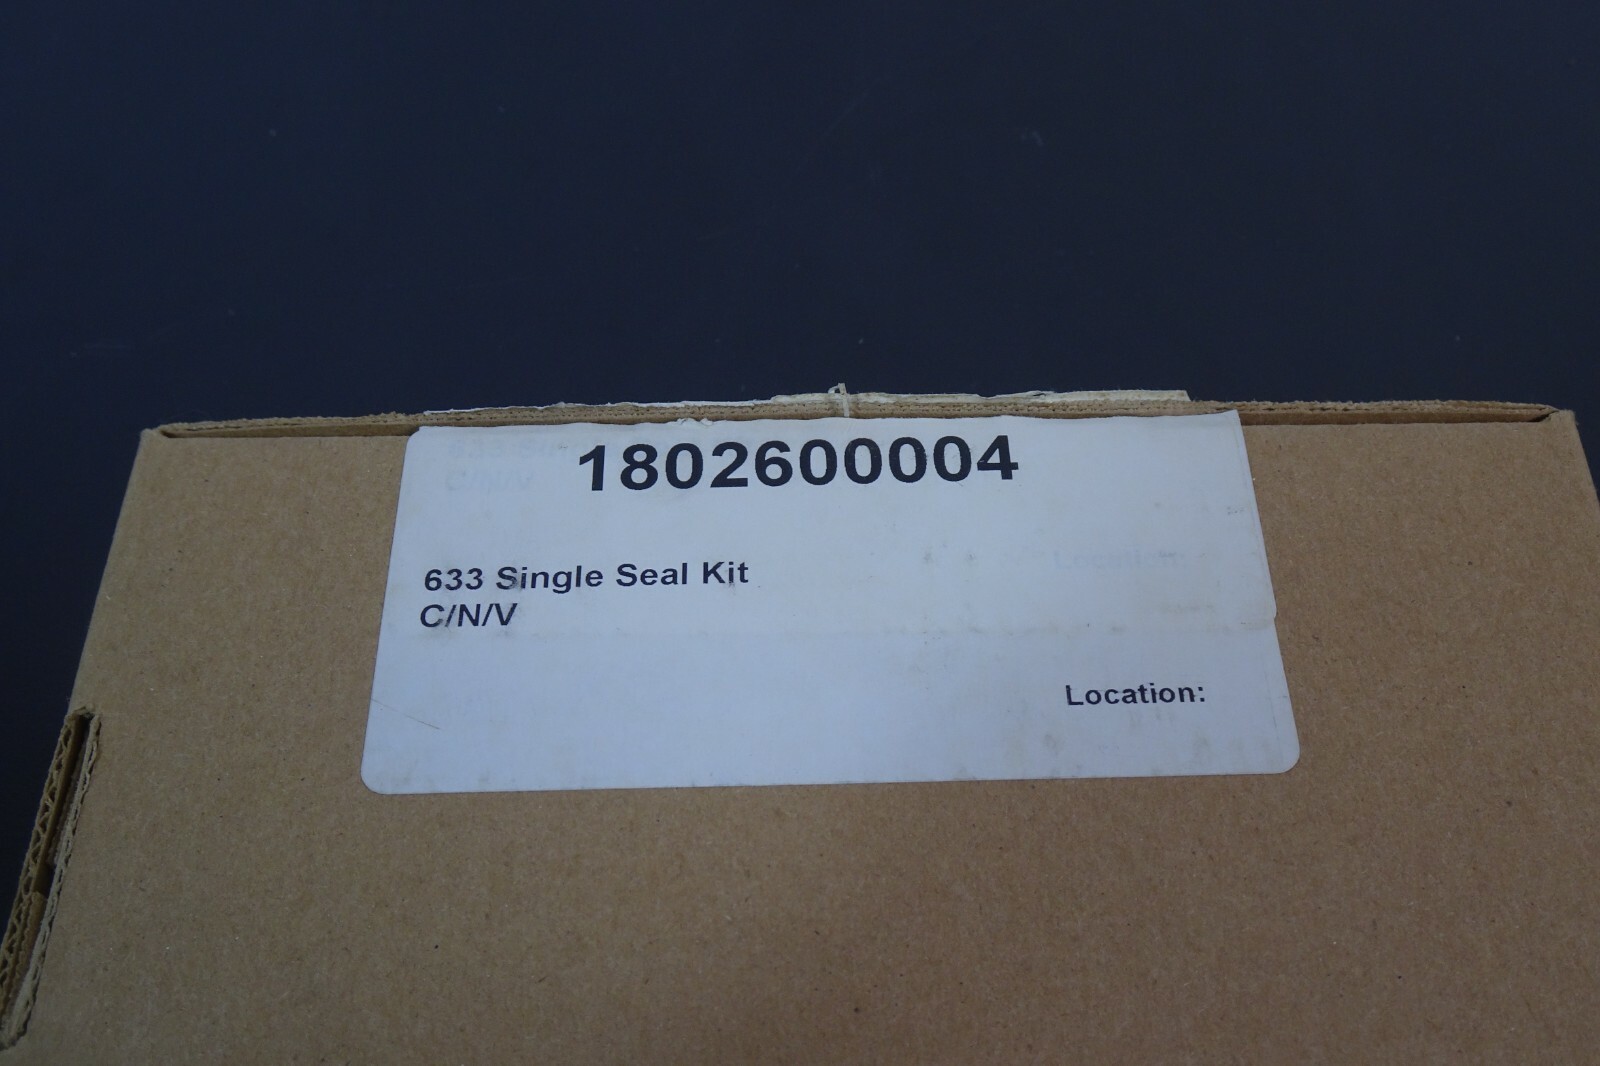 1802600004
633 Single Seal Kit
C/N/V
Location: